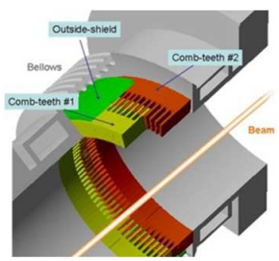 Outside-shield
Bellows
Comb-teeth #2
Comb-teeth #1
Beam